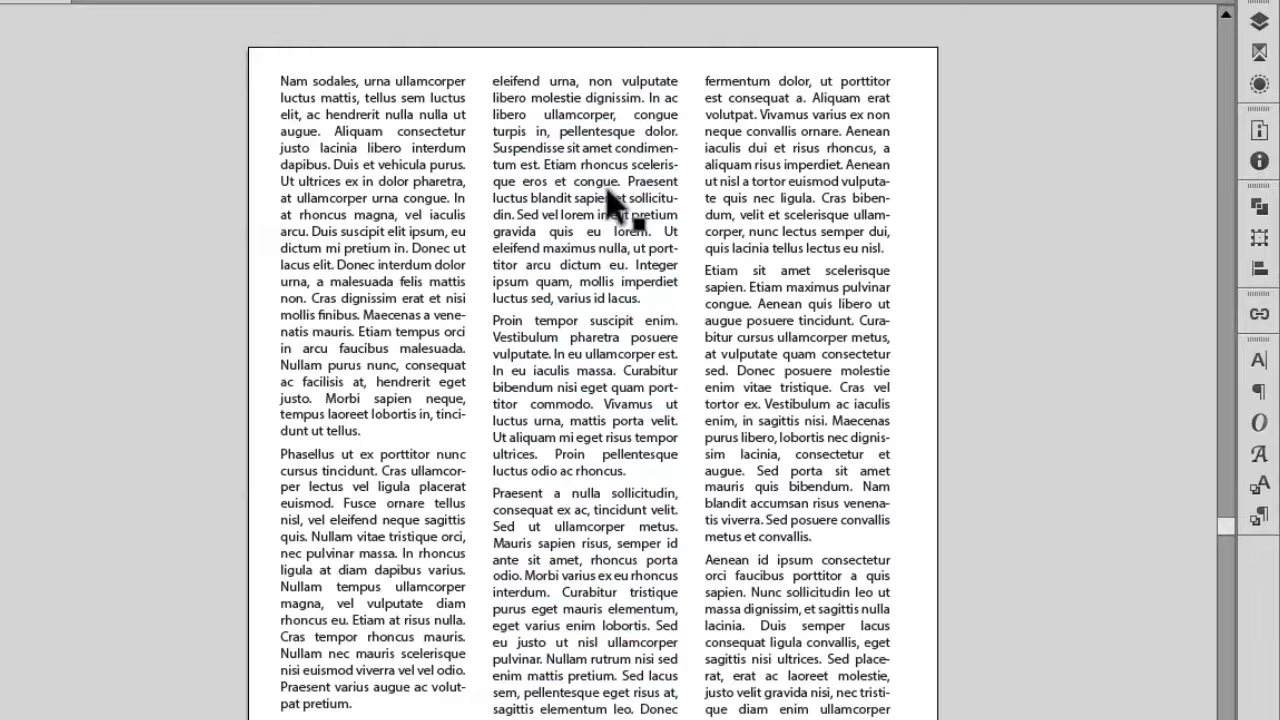 Nam sodales, urna ullamcorper
luctus mattis, tellus sem luctus
elit, ac hendrerit nulla nulla ut
augue. Aliquam consectetur
justo lacinia libero interdum
dapibus. Duis et vehicula purus.
Ut ultrices ex in dolor pharetra,
at ullamcorper urna congue. In
at rhoncus magna, vel iaculis
arcu. Duis suscipit elit ipsum, eu
dictum mi pretium in. Donec ut
lacus elit. Donec interdum dolor
urna, a malesuada felis mattis
non. Cras dignissim erat et nisi
mollis finibus. Maecenas a vene-
natis mauris. Etiam tempus orci
in arcu faucibus malesuada.
Nullam purus nunc, consequat
ac facilisis at, hendrerit eget
justo. Morbi sapien neque,
tempus laoreet lobortis in, tinci-
dunt ut tellus.
Phasellus ut ex porttitor nunc
cursus tincidunt. Cras ullamcor-
per lectus vel ligula placerat
euismod. Fusce ornare tellus
nisl, vel eleifend neque sagittis
quis. Nullam vitae tristique orci,
nec pulvinar massa. In rhoncus
ligula at diam dapibus varius.
Nullam tempus ullamcorper
magna, vel vulputate diam
rhoncus eu. Etiam at risus nulla.
Cras tempor rhoncus mauris.
Nullam nec mauris scelerisque
nisi euismod viverra vel vel odio.
Praesent varius augue ac volut-
pat pretium.
eleifend urna, non vulputate
libero molestie dignissim. In ac
libero ullamcorper, congue
turpis in, pellentesque dolor.
Suspendisse sit amet condimen-
tum est. Etiam rhoncus sceleris-
que eros et congue. Praesent
luctus blandit sapien et sollicitu-
din. Sed vel lorem in pretium
gravida quis eu lorem. Ut
eleifend maximus nulla, ut port-
titor arcu dictum eu. Integer
ipsum quam, mollis imperdiet
luctus sed, varius id lacus.
Proin tempor suscipit enim.
Vestibulum pharetra posuere
vulputate. In eu ullamcorper est.
In eu iaculis massa. Curabitur
bibendum nisi eget quam port-
titor commodo. Vivamus ut
luctus urna, mattis porta velit.
Ut aliquam mi eget risus tempor
ultrices. Proin pellentesque
luctus odio ac rhoncus.
Praesent a nulla sollicitudin,
consequat ex ac, tincidunt velit.
Sed ut ullamcorper metus.
Mauris sapien risus, semper id
ante sit amet, rhoncus porta
odio. Morbi varius ex eu rhoncus
interdum. Curabitur tristique
purus eget mauris elementum,
eget varius enim lobortis. Sed
eu justo ut nisl ullamcorper
pulvinar. Nullam rutrum nisi sed
enim mattis pretium. Sed lacus
sem, pellentesque eget risus at,
sagittis elementum leo. Donec
fermentum dolor, ut porttitor
est consequat a. Aliquam erat
volutpat. Vivamus varius ex non
neque convallis ornare. Aenean
iaculis dui et risus rhoncus, a
aliquam risus imperdiet. Aenean
ut nisl a tortor euismod vulputa-
te quis nec ligula. Cras biben-
dum, velit et scelerisque ullam-
corper, nunc lectus semper dui,
quis lacinia tellus lectus eu nisl.
Etiam sit amet scelerisque
sapien. Etiam maximus pulvinar
congue. Aenean quis libero ut
augue posuere tincidunt. Cura-
bitur cursus ullamcorper metus,
at vulputate quam consectetur
sed. Donec posuere molestie
enim vitae tristique. Cras vel
tortor ex. Vestibulum ac iaculis
enim, in sagittis nisi. Maecenas
purus libero, lobortis nec dignis-
sim lacinia, consectetur et
augue. Sed porta sit amet
mauris quis bibendum. Nam
blandit accumsan risus venena-
tis viverra. Sed posuere convallis
metus et convallis.
Aenean id ipsum consectetur
orci faucibus porttitor a quis
sapien. Nunc sollicitudin leo ut
massa dignissim, et sagittis nulla
lacinia. Duis semper lacus
consequat ligula convallis, eget
sagittis nisi ultrices. Sed place-
rat, erat ac laoreet molestie,
justo velit gravida nisi, nec tristi-
que diam enim ullamcorper